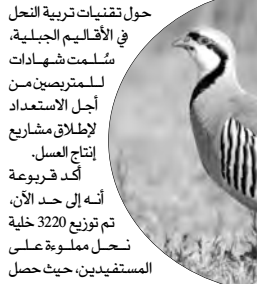 حول تقنيات تربية النحل
في الأقاليم الجبلية،
سُلمت شهادات
للمتربصين من
أجل الاستعداد
لإطلاق مشاريع
إنتاج العسل.
أكد قربوعة
أنه إلى حد الآن،
تم توزيع 3220 خلية
نحل مملوءة على
المستفيدين، حيث حصل